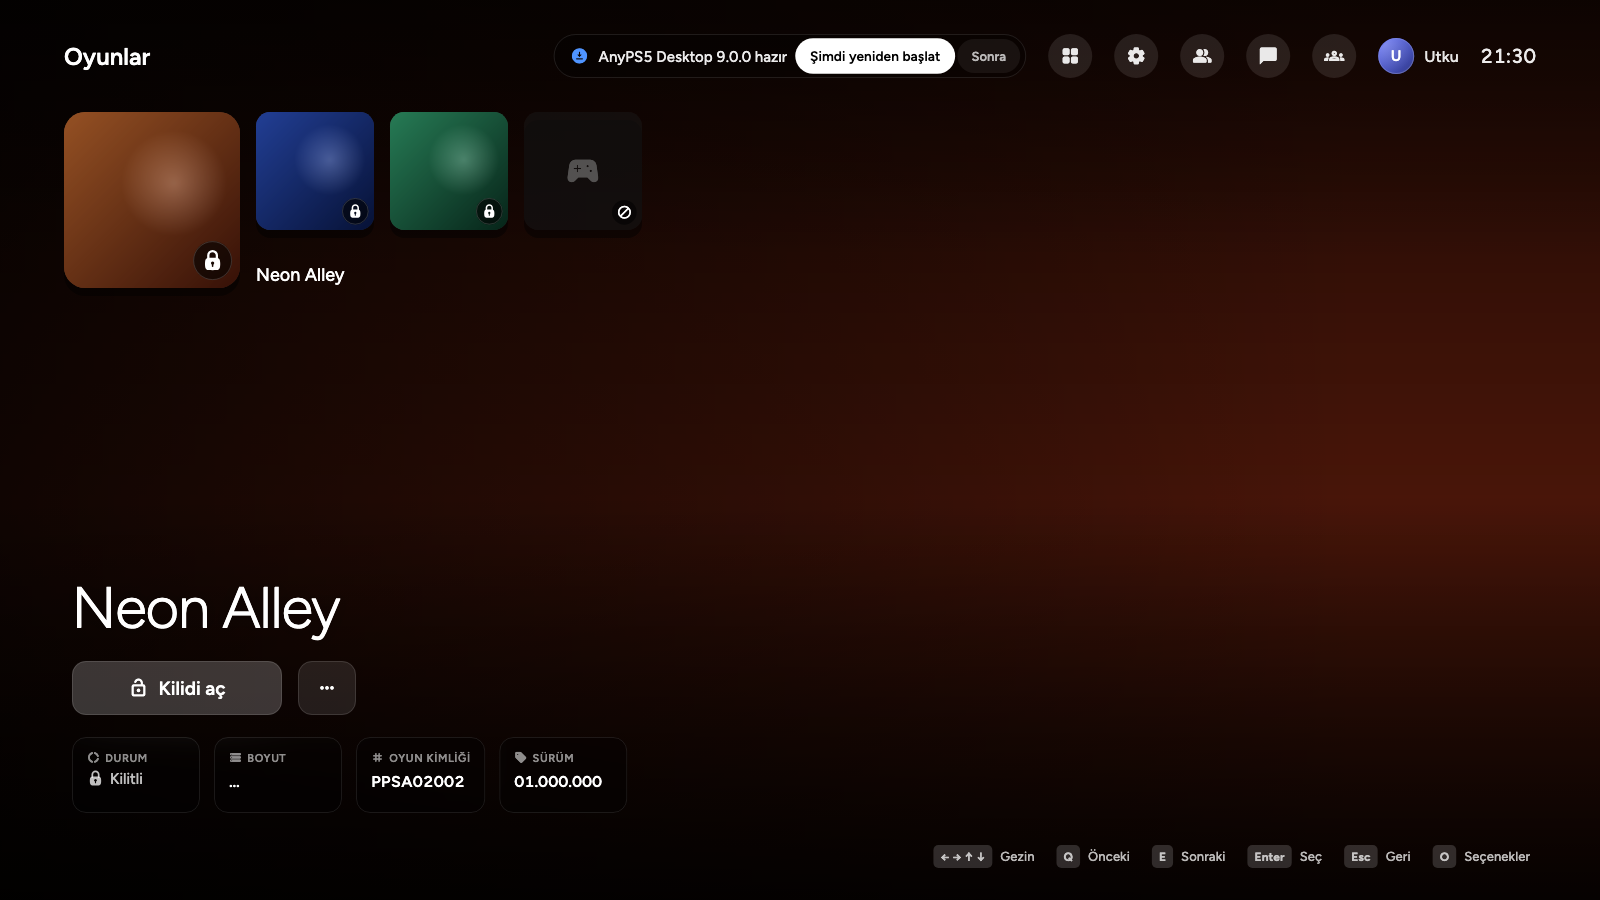 Oyunlar
AnyPS5 Desktop 9.0.0 hazır
Şimdi yeniden başlat
Sonra
U
Utku
21:30
Neon Alley
Neon Alley
Kilidi aç
DURUM
Kilitli
BOYUT
...
OYUN KİMLİĞİ
PPSA02002
SÜRÜM
01.000.000
Gezin
Q Önceki
E Sonraki
Enter Seç
Esc Geri
O Seçenekler